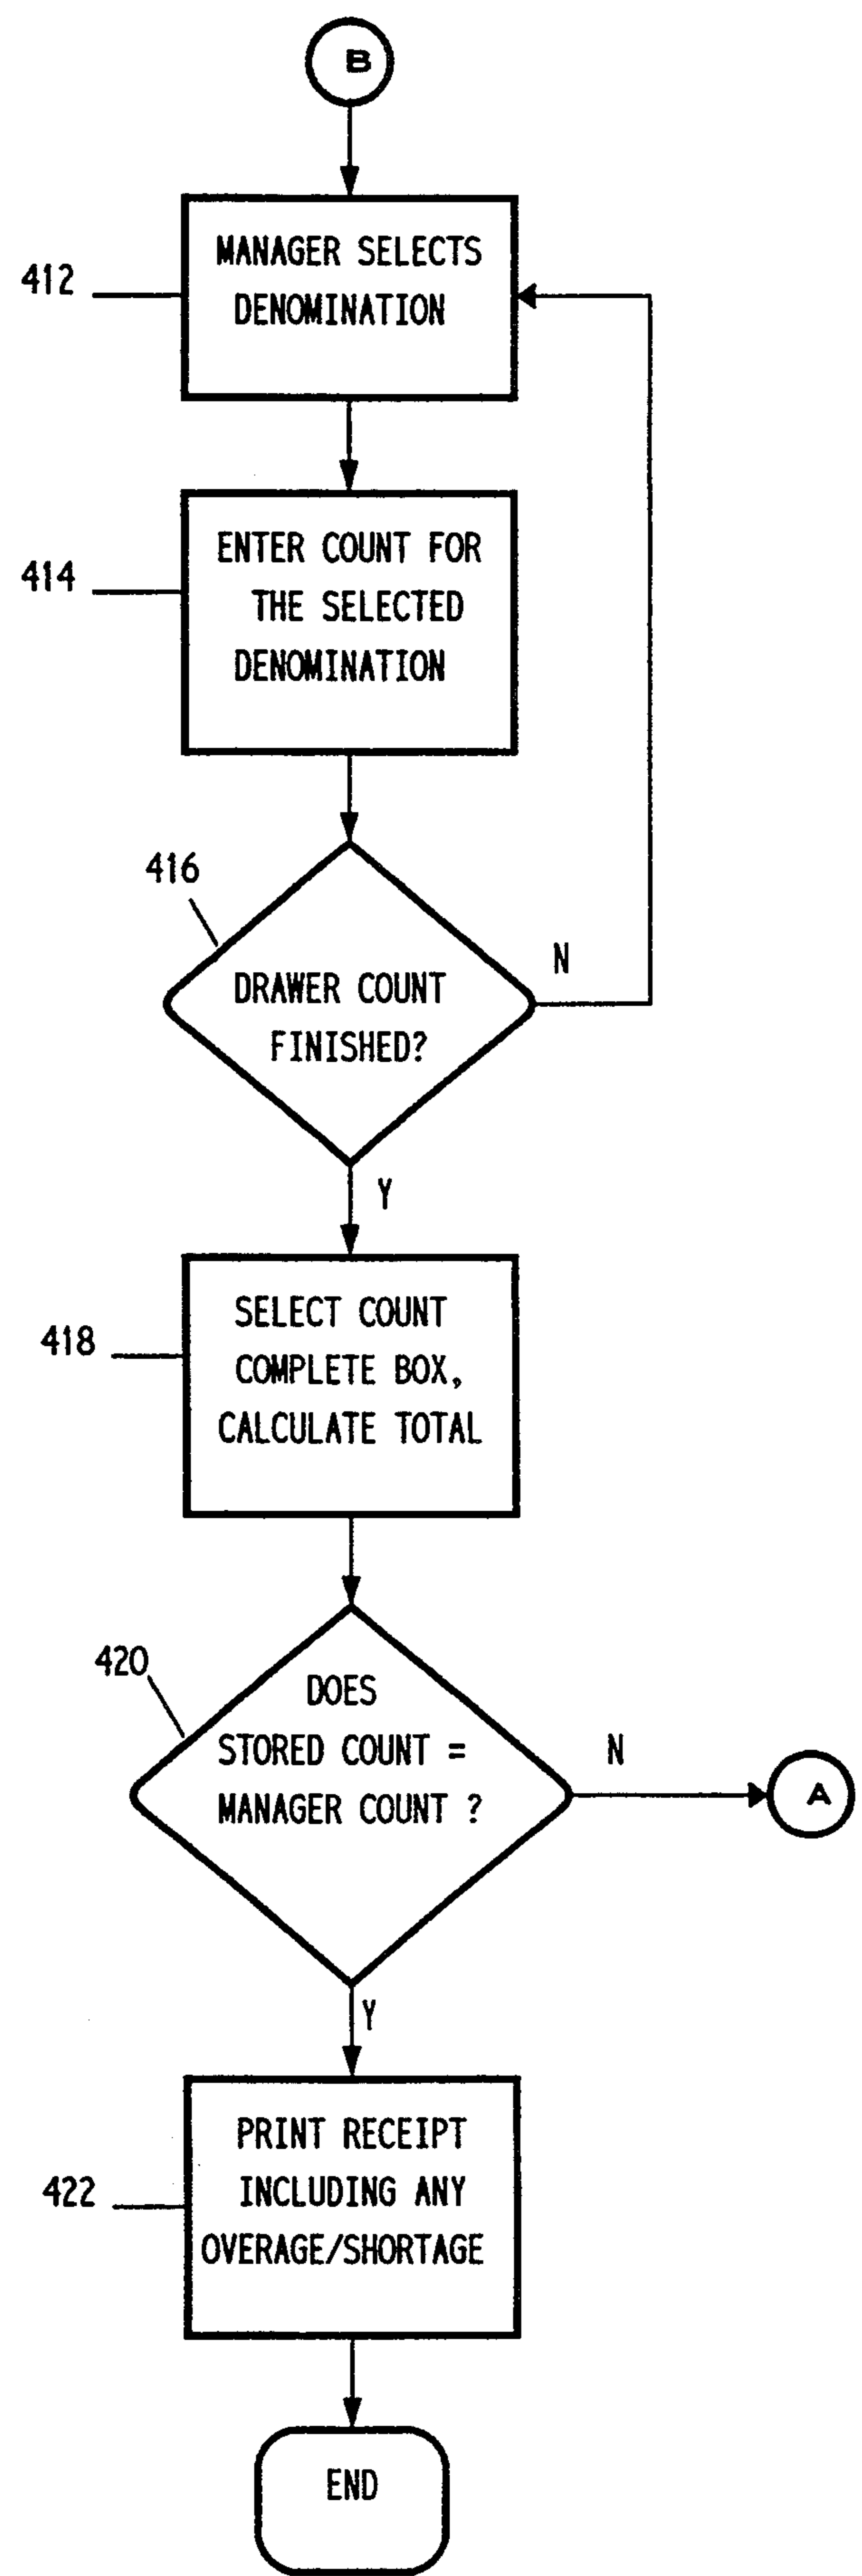 B
412
MANAGER SELECTS
DENOMINATION
414
ENTER COUNT FOR
THE SELECTED
DENOMINATION
416
DRAWER COUNT
FINISHED?
N
Y
418
SELECT COUNT
COMPLETE BOX,
CALCULATE TOTAL
420
DOES
STORED COUNT =
MANAGER COUNT ?
N
A
Y
422
PRINT RECEIPT
INCLUDING ANY
OVERAGE/SHORTAGE
END